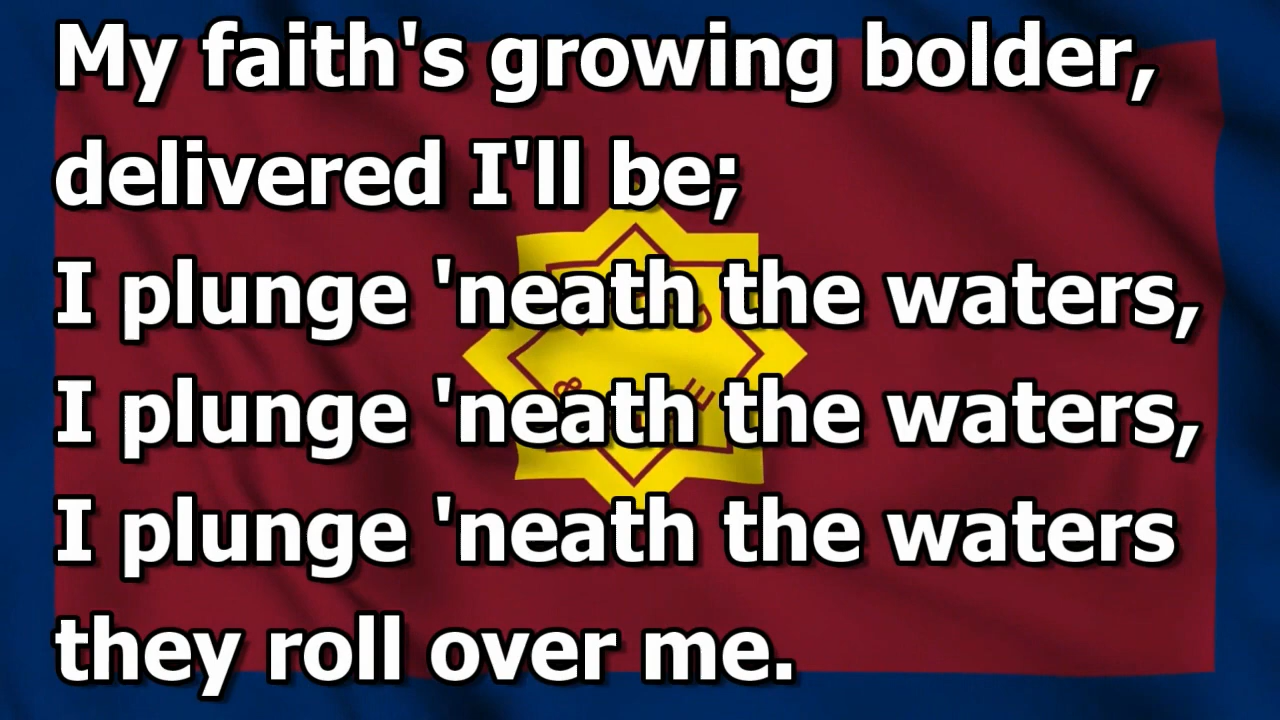 My faith's growing bolder,
delivered I'll be;
I plunge 'neath the waters,
I plunge 'neath the waters,
I plunge 'neath the waters
they roll over me.